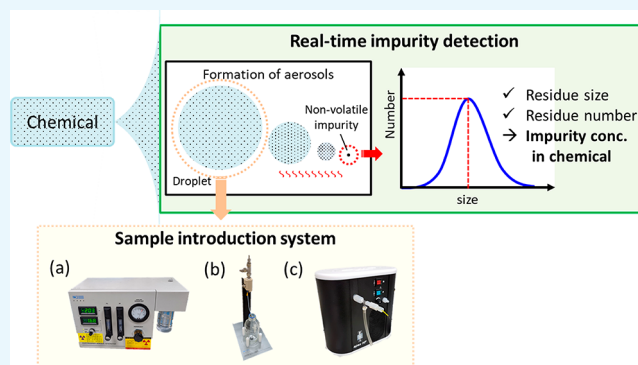 Real-time impurity detection
Chemical
Formation of aerosols
Non-volatile
impurity
Droplet
Number
size
✓ Residue size
✓ Residue number
→ Impurity conc.
in chemical
Sample introduction system
(a)
(b)
(c)